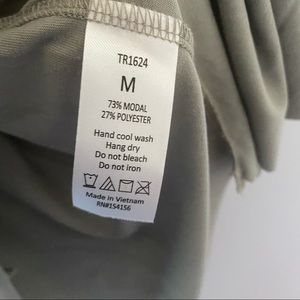 TR1624
M
73% MODAL
27% POLYESTER
Hand cool wash
Hang dry
Do not bleach
Do not iron
Made in Vietnam
RN#154156